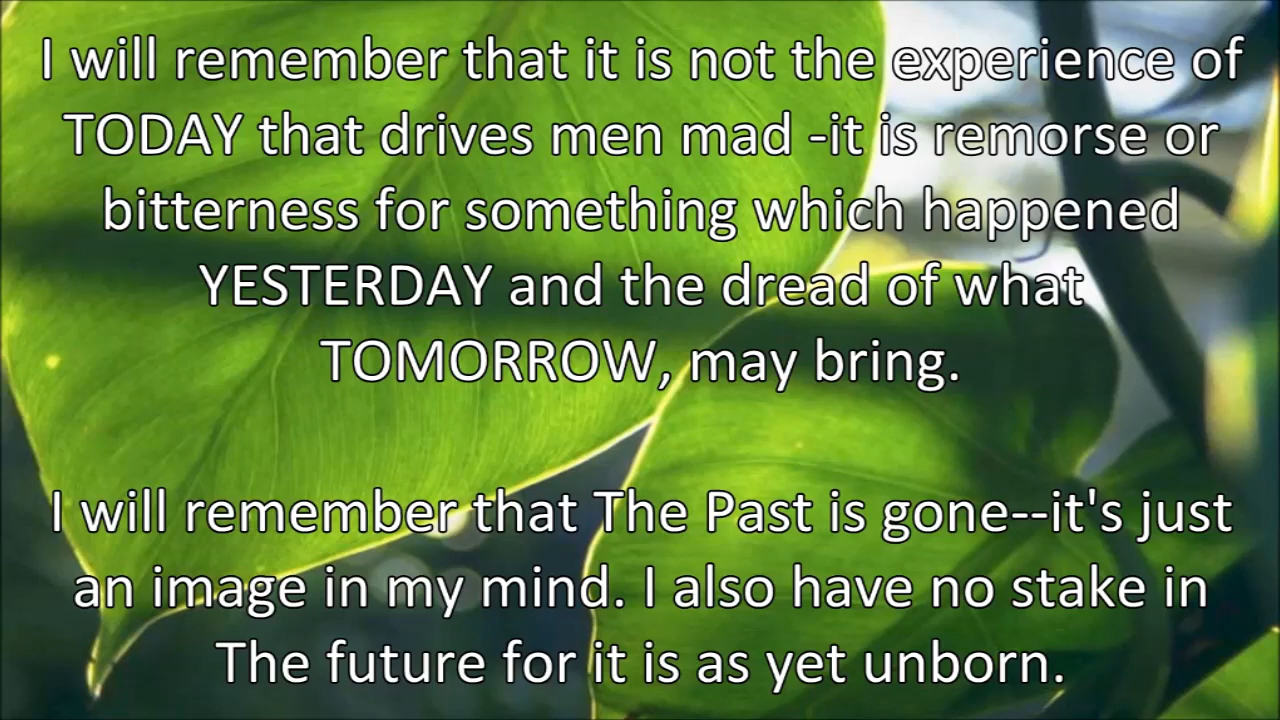 I will remember that it is not the experience of
TODAY that drives men mad -it is remorse or
bitterness for something which happened
YESTERDAY and the dread of what
TOMORROW, may bring.
I will remember that The Past is gone--it's just
an image in my mind. I also have no stake in
The future for it is as yet unborn.